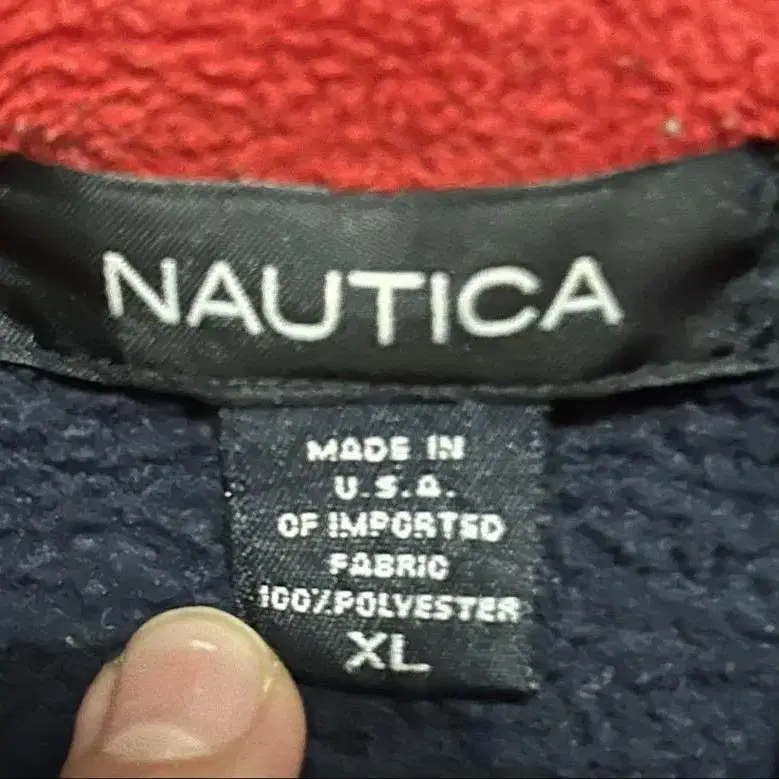 NAUTICA
MADE IN
U.S.A.
OF IMPORTED
FABRIC
100%POLYESTER
XL